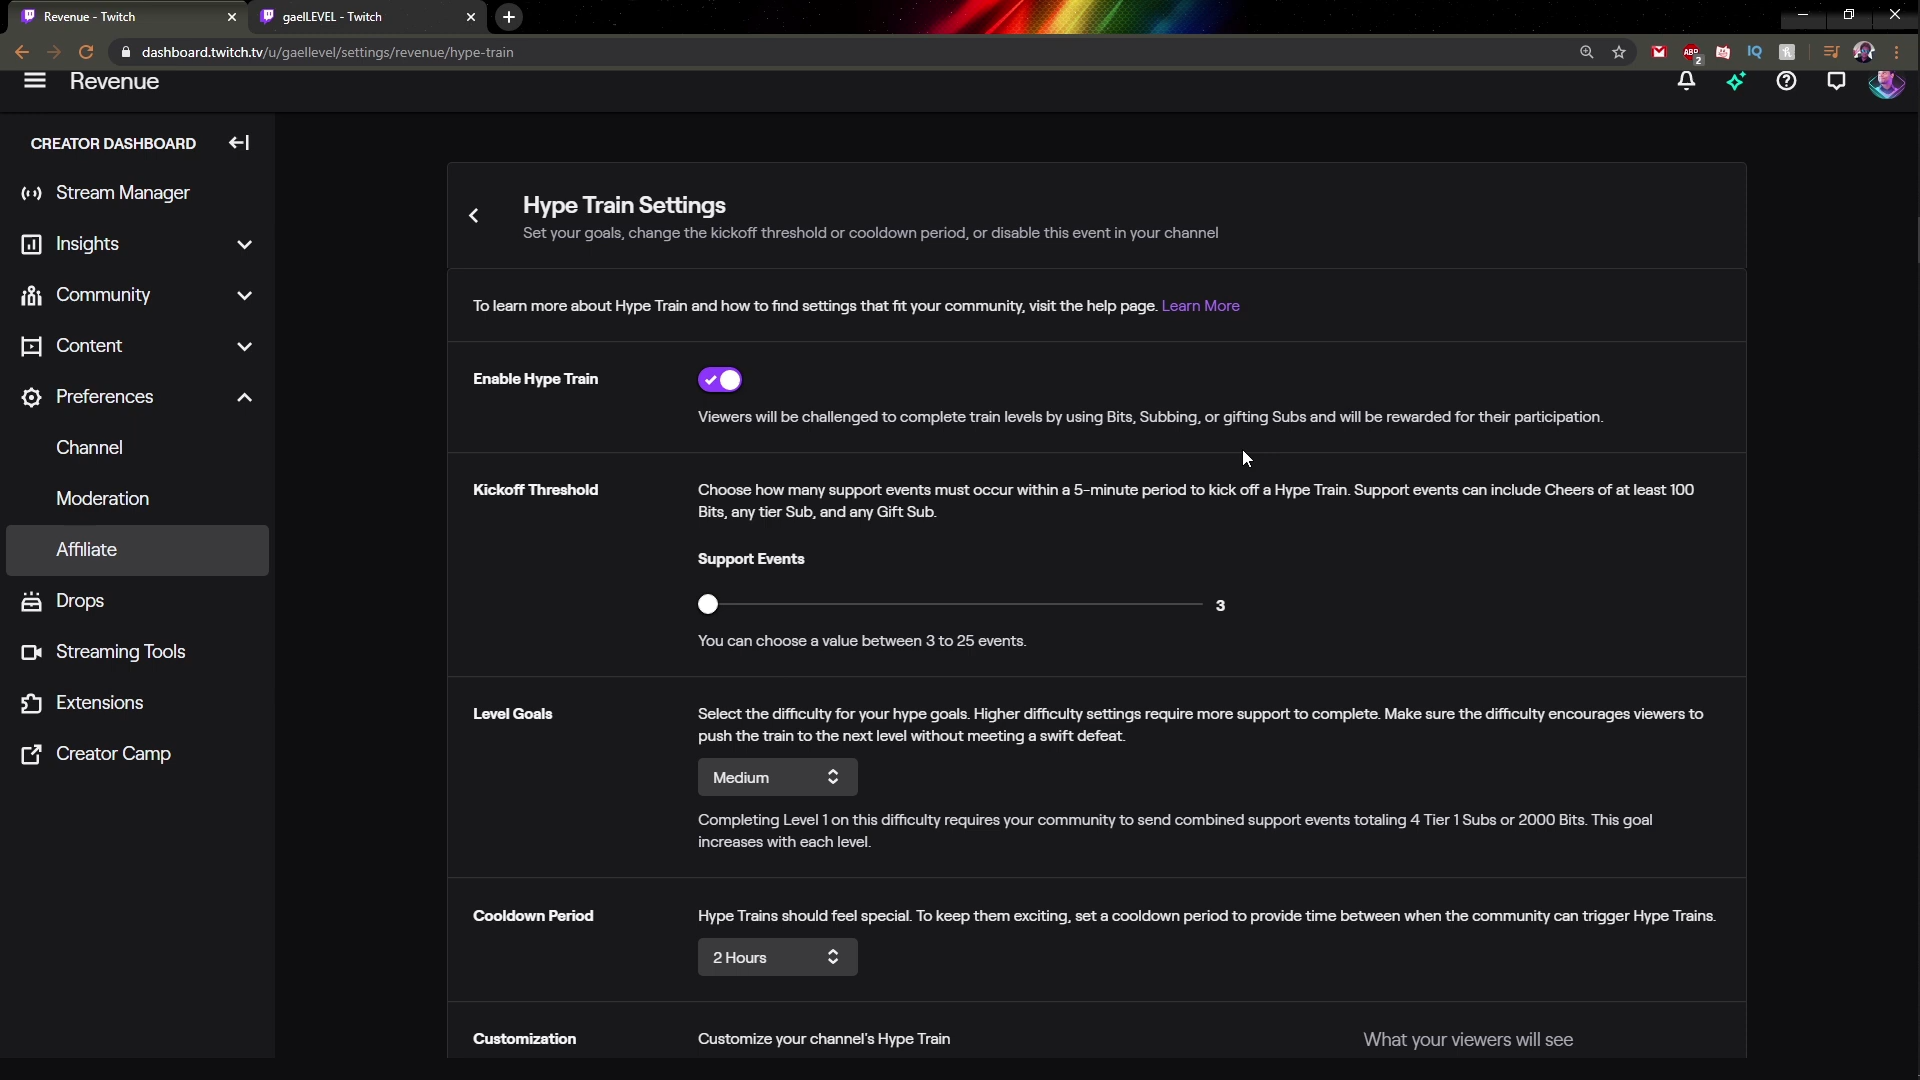 Revenue - Twitch
gaelLEVEL - Twitch
dashboard.twitch.tv/u/gaellevel/settings/revenue/hype-train
ABP
2
IQ
Revenue
CREATOR DASHBOARD
Stream Manager
Insights
Community
Content
Preferences
Channel
Moderation
Affiliate
Drops
Streaming Tools
Extensions
Creator Camp
Hype Train Settings
Set your goals, change the kickoff threshold or cooldown period, or disable this event in your channel
To learn more about Hype Train and how to find settings that fit your community, visit the help page. Learn More
Enable Hype Train
Viewers will be challenged to complete train levels by using Bits, Subbing, or gifting Subs and will be rewarded for their participation.
Kickoff Threshold
Choose how many support events must occur within a 5-minute period to kick off a Hype Train. Support events can include Cheers of at least 100
Bits, any tier Sub, and any Gift Sub.
Support Events
3
You can choose a value between 3 to 25 events.
Level Goals
Select the difficulty for your hype goals. Higher difficulty settings require more support to complete. Make sure the difficulty encourages viewers to
push the train to the next level without meeting a swift defeat.
Medium
Completing Level 1 on this difficulty requires your community to send combined support events totaling 4 Tier 1 Subs or 2000 Bits. This goal
increases with each level.
Cooldown Period
Hype Trains should feel special. To keep them exciting, set a cooldown period to provide time between when the community can trigger Hype Trains.
2 Hours
Customization
Customize your channel's Hype Train
What your viewers will see